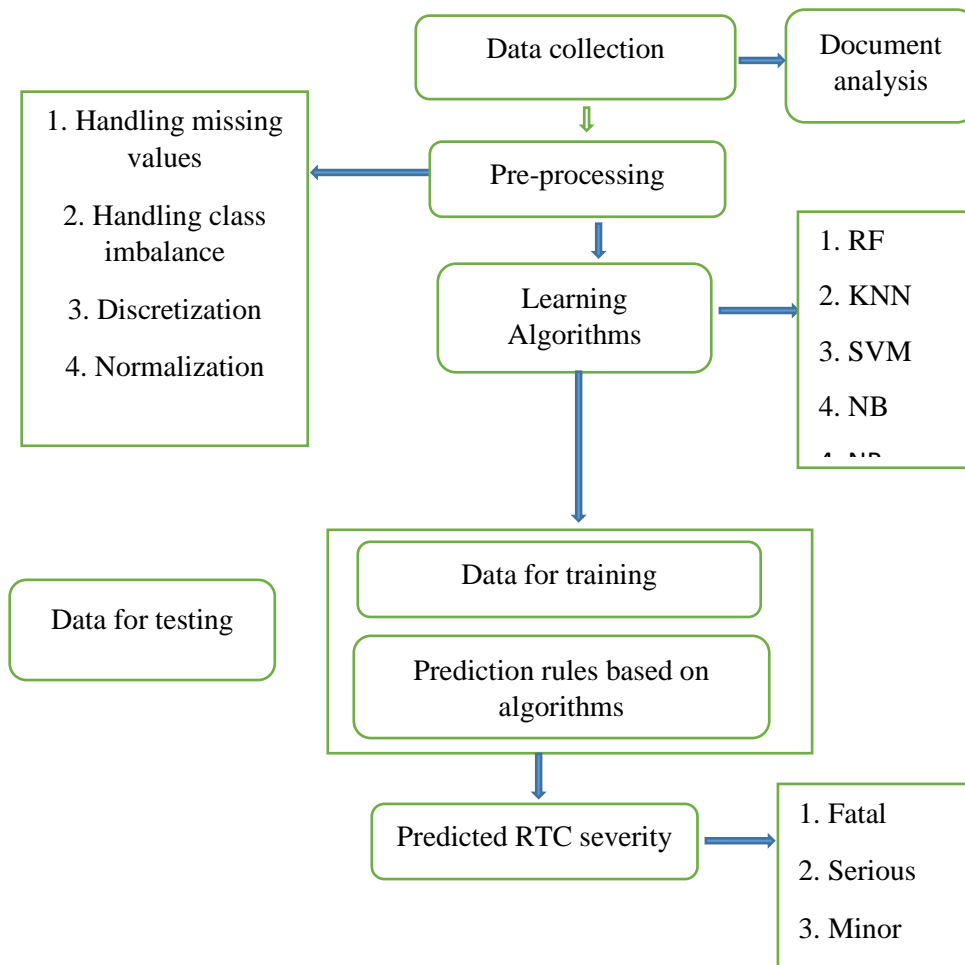 Data collection
Document
analysis
1. Handling missing
values
2. Handling class
imbalance
3. Discretization
4. Normalization
Pre-processing
Learning
Algorithms
1. RF
2. KNN
3. SVM
4. NB
Data for training
Data for testing
Prediction rules based on
algorithms
Predicted RTC severity
1. Fatal
2. Serious
3. Minor